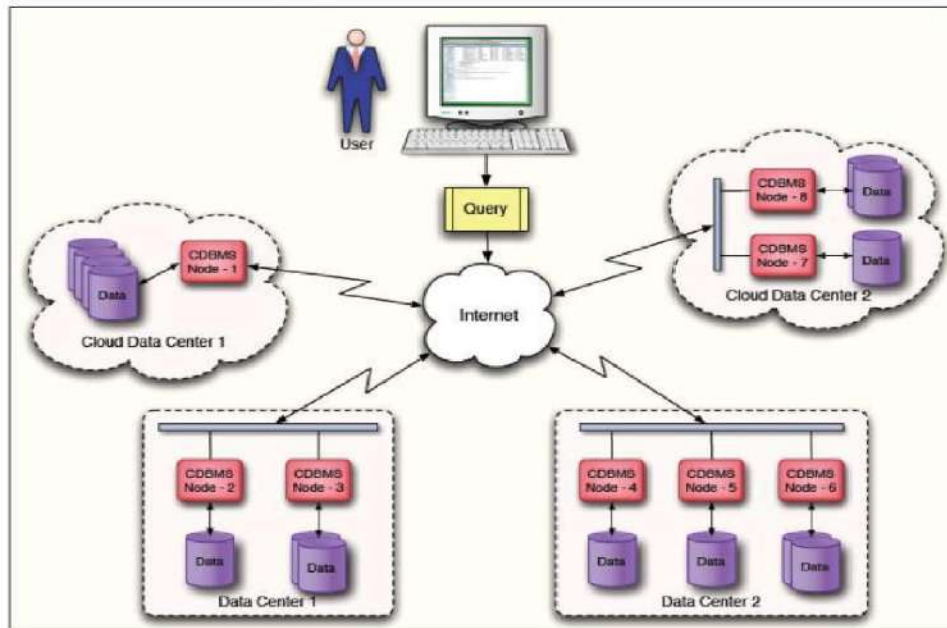 User
Query
Internet
CDBMS
Node - 1
Data
Cloud Data Center 1
CDBMS
Node - 8
Data
CDBMS
Node - 7
Data
Cloud Data Center 2
CDBMS
Node - 2
CDBMS
Node - 3
Data
Data
Data Center 1
CDBMS
Node - 4
CDBMS
Node - 5
CDBMS
Node - 6
Data
Data
Data
Data Center 2